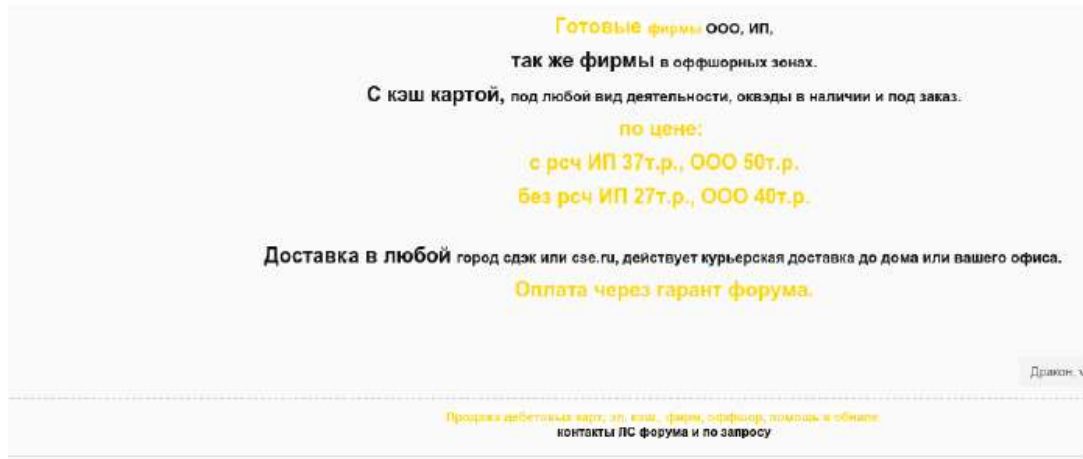 Готовые фирмы ООО, ИП,
так же фирмы в оффшорных зонах.
С кэш картой, под любой вид деятельности, оквэды в наличии и под заказ.
по цене:
с рсч ИП 37т.р., ООО 50т.р.
без рсч ИП 27т.р., ООО 40т.р.
Доставка в любой город сдэк или cse.ru, действует курьерская доставка до дома или вашего офиса.
Оплата через гарант форума.
Дракон,
Продажа дебетовых карт, эл. кэш, фирм, оффшор, помощь в обнале
контакты ЛС форума и по запросу